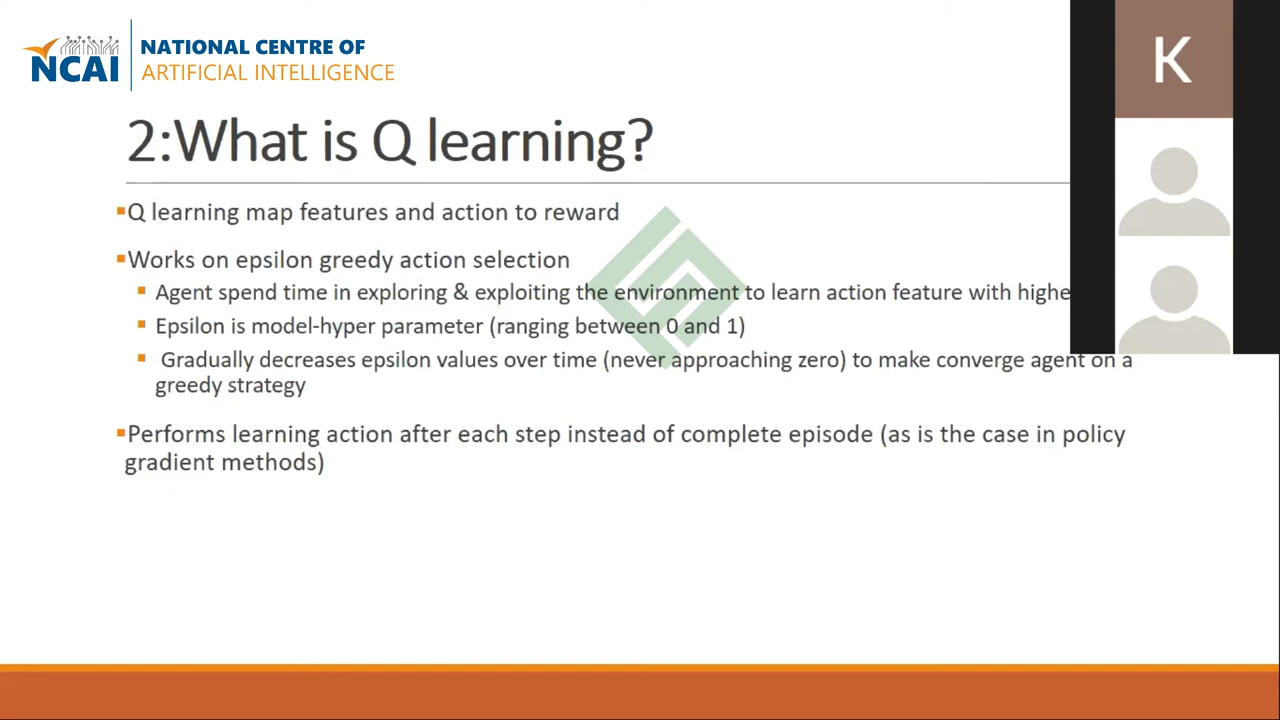 NCAI
NATIONAL CENTRE OF
ARTIFICIAL INTELLIGENCE
K
2:What is Q learning?
Q learning map features and action to reward
Works on epsilon greedy action selection
Agent spend time in exploring & exploiting the environment to learn action feature with highe
Epsilon is model-hyper parameter (ranging between 0 and 1)
Gradually decreases epsilon values over time (never approaching zero) to make converge agent on a
greedy strategy
Performs learning action after each step instead of complete episode (as is the case in policy
gradient methods)